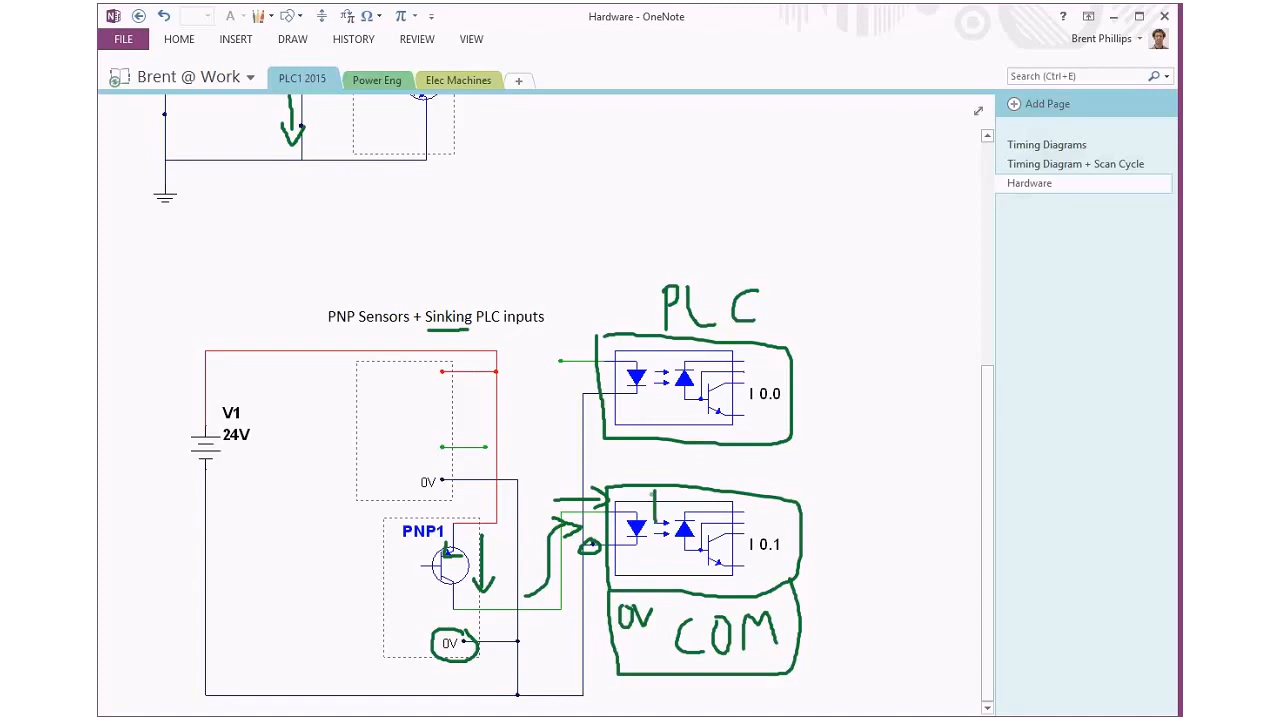 Hardware - OneNote
FILE HOME INSERT DRAW HISTORY REVIEW VIEW
Brent Phillips
Brent @ Work
PLC1 2015
Power Eng
Elec Machines
Search (Ctrl+E)
Add Page
Timing Diagrams
Timing Diagram + Scan Cycle
Hardware
PLC
PNP Sensors + Sinking PLC inputs
V1
24V
I 0.0
0V
PNP1
I 0.1
0V
0V COM